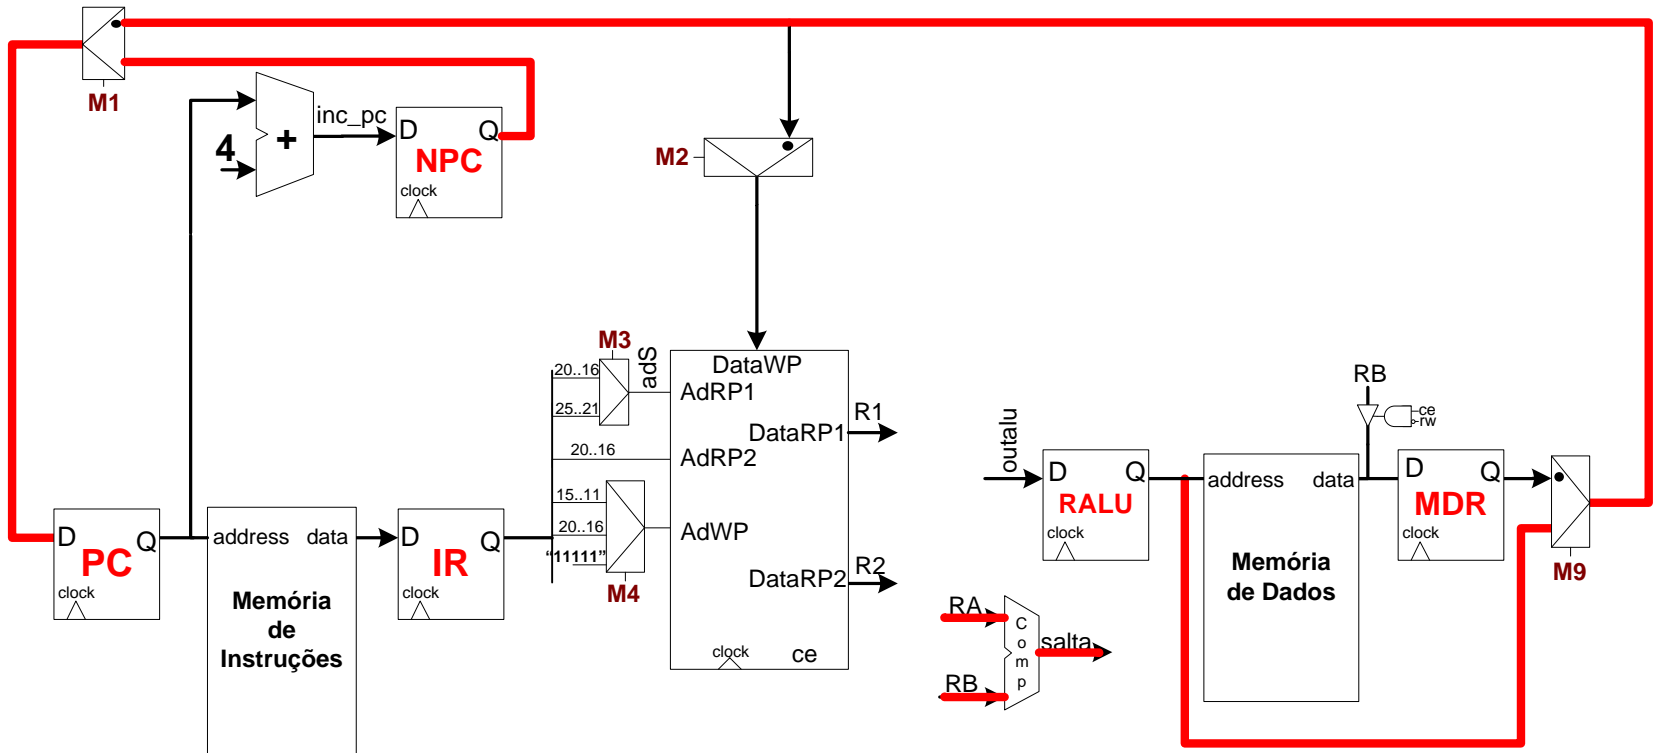 M1
4
+
inc_pc
D
Q
NPC
clock
M2
M3
adS
20..16
25..21
20..16
15..11
20..16
“11111”
M4
DataWP
AdRP1
DataRP1
AdRP2
AdWP
DataRP2
clock
ce
R1
R2
D
Q
PC
clock
address data
Memória
de
Instruções
D
Q
IR
clock
RA
RB
Comp
salta
outalu
D
Q
RALU
clock
address data
Memória
de Dados
RB
ce
rw
D
Q
MDR
clock
M9